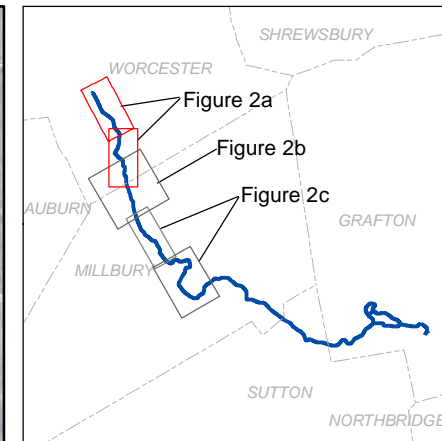 SHREWSBURY
WORCESTER
Figure 2a
Figure 2b
AUBURN
Figure 2c
GRAFTON
MILLBURY
SUTTON
NORTHBRIDGE